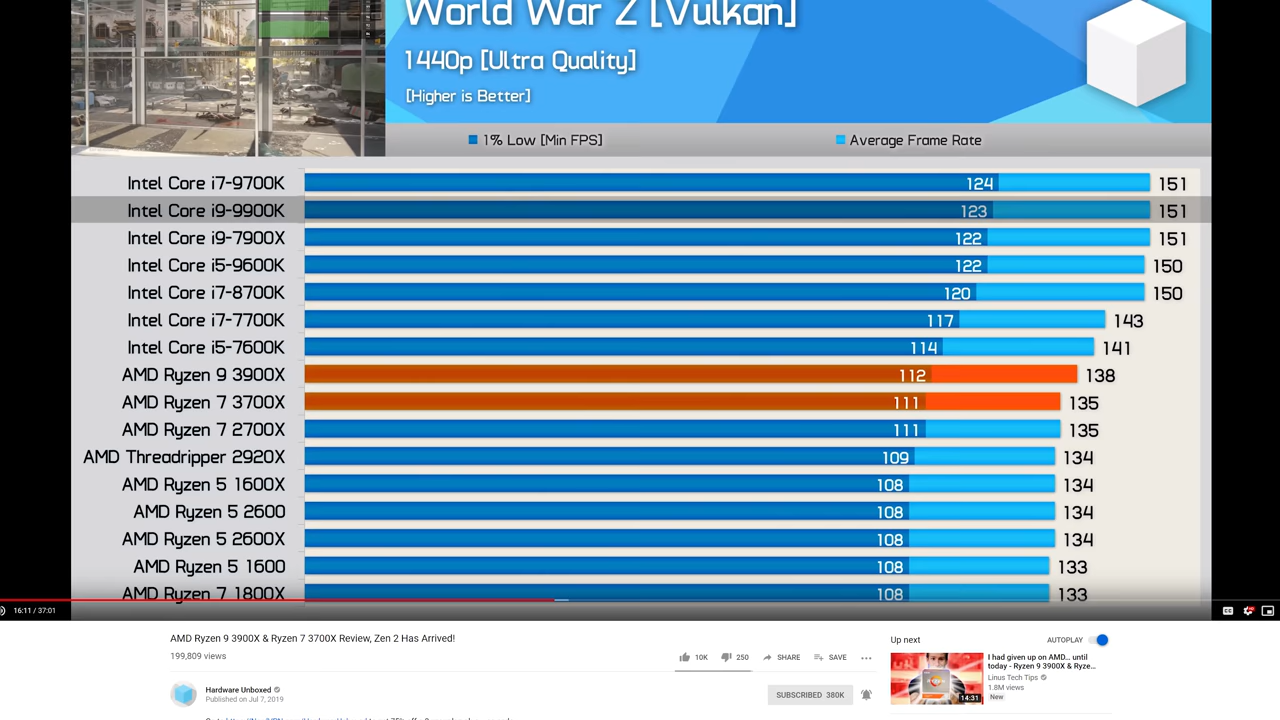 World War Z [Vulkan]
1440p [Ultra Quality]
[Higher is Better]
1% Low [Min FPS] Average Frame Rate
Intel Core i7-9700K 124 151
Intel Core i9-9900K 123 151
Intel Core i9-7900X 122 151
Intel Core i5-9600K 122 150
Intel Core i7-8700K 120 150
Intel Core i7-7700K 117 143
Intel Core i5-7600K 114 141
AMD Ryzen 9 3900X 112 138
AMD Ryzen 7 3700X 111 135
AMD Ryzen 7 2700X 111 135
AMD Threadripper 2920X 109 134
AMD Ryzen 5 1600X 108 134
AMD Ryzen 5 2600 108 134
AMD Ryzen 5 2600X 108 134
AMD Ryzen 5 1600 108 133
AMD Ryzen 7 1800X 108 133
16:11 / 37:01
CC
AMD Ryzen 9 3900X & Ryzen 7 3700X Review, Zen 2 Has Arrived!
199,809 views
10K 250 SHARE SAVE
Hardware Unboxed
Published on Jul 7, 2019
SUBSCRIBED 380K
Up next AUTOPLAY
14:31
I had given up on AMD... until
today - Ryzen 9 3900X & Ryze...
Linus Tech Tips
1.8M views
New